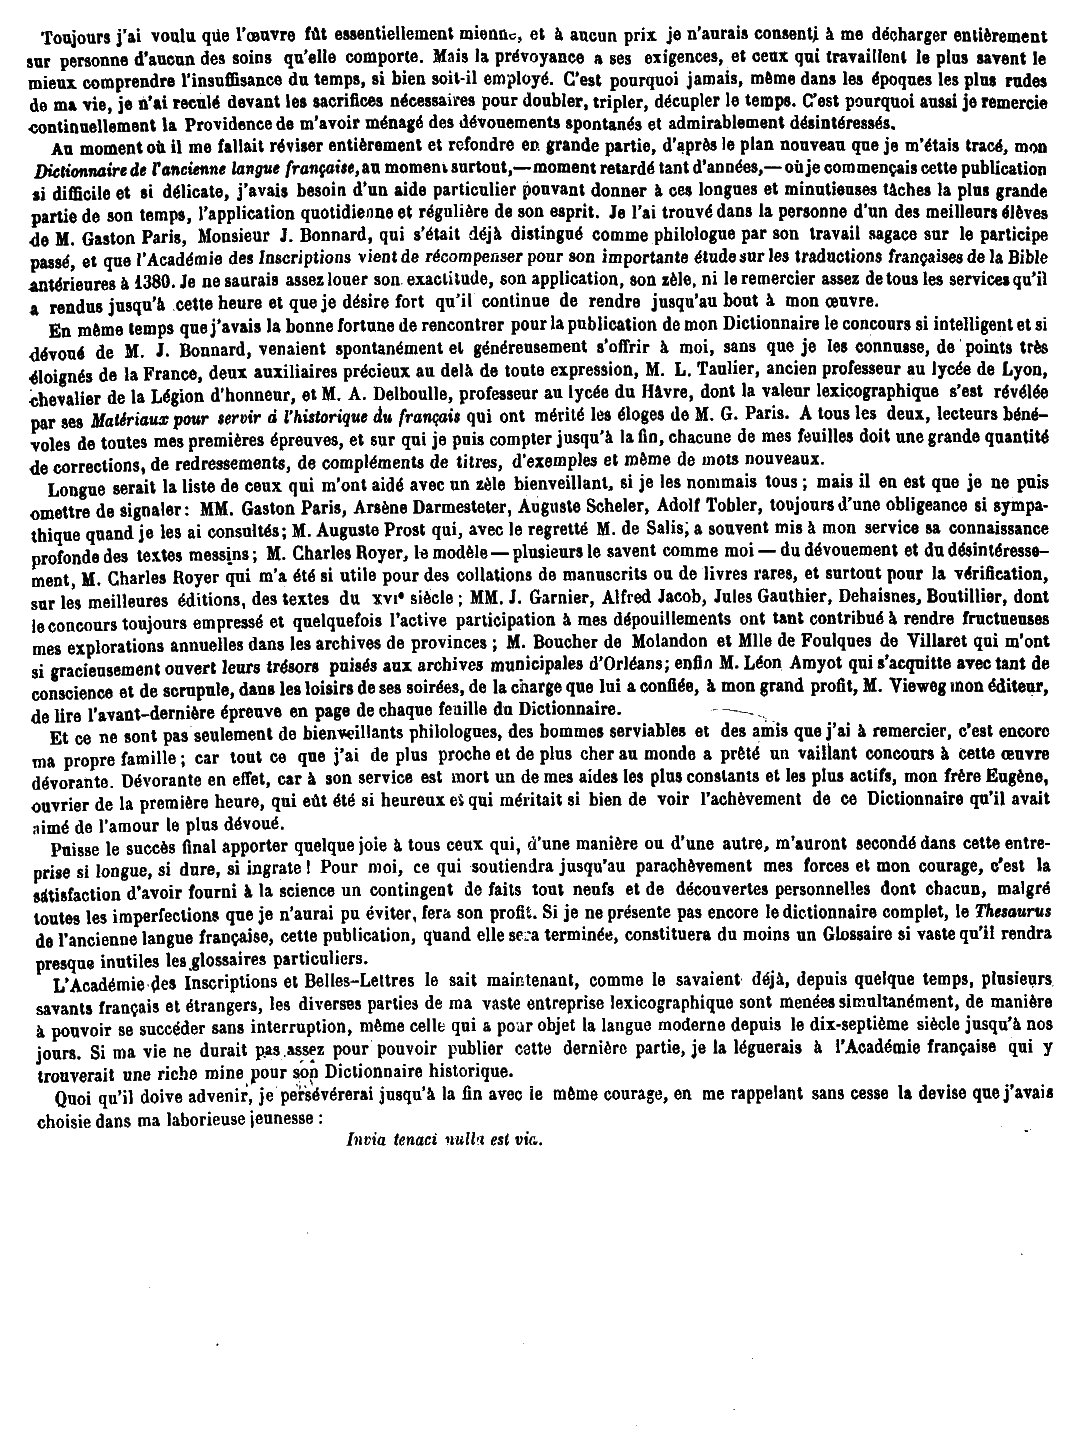 Toujours j'ai voulu que l'œuvre fût essentiellement mienne, et à aucun prix je n'aurais consenti à me décharger entièrement
sur personne d'aucun des soins qu'elle comporte. Mais la prévoyance a ses exigences, et ceux qui travaillent le plus savent le
mieux comprendre l'insuffisance du temps, si bien soit-il employé. C'est pourquoi jamais, même dans les époques les plus rudes
de ma vie, je n'ai reculé devant les sacrifices nécessaires pour doubler, tripler, décupler le temps. C'est pourquoi aussi je remercie
continuellement la Providence de m'avoir ménagé des dévouements spontanés et admirablement désintéressés.
Au moment où il me fallait réviser entièrement et refondre en grande partie, d'après le plan nouveau que je m'étais tracé, mon
Dictionnaire de l'ancienne langue française, au moment surtout, — moment retardé tant d'années, — où je commençais cette publication
si difficile et si délicate, j'avais besoin d'un aide particulier pouvant donner à ces longues et minutieuses tâches la plus grande
partie de son temps, l'application quotidienne et régulière de son esprit. Je l'ai trouvé dans la personne d'un des meilleurs élèves
de M. Gaston Paris, Monsieur J. Bonnard, qui s'était déjà distingué comme philologue par son travail sagace sur le participe
passé, et que l'Académie des Inscriptions vient de récompenser pour son importante étude sur les traductions françaises de la Bible
antérieures à 1380. Je ne saurais assez louer son exactitude, son application, son zèle, ni le remercier assez de tous les services qu'il
a rendus jusqu'à cette heure et que je désire fort qu'il continue de rendre jusqu'au bout à mon œuvre.
En même temps que j'avais la bonne fortune de rencontrer pour la publication de mon Dictionnaire le concours si intelligent et si
dévoué de M. J. Bonnard, venaient spontanément et généreusement s'offrir à moi, sans que je les connusse, de points très
éloignés de la France, deux auxiliaires précieux au delà de toute expression, M. L. Taulier, ancien professeur au lycée de Lyon,
chevalier de la Légion d'honneur, et M. A. Delboulle, professeur au lycée du Hâvre, dont la valeur lexicographique s'est révélée
par ses Matériaux pour servir à l'historique du français qui ont mérité les éloges de M. G. Paris. A tous les deux, lecteurs béné-
voles de toutes mes premières épreuves, et sur qui je puis compter jusqu'à la fin, chacune de mes feuilles doit une grande quantité
de corrections, de redressements, de compléments de titres, d'exemples et même de mots nouveaux.
Longue serait la liste de ceux qui m'ont aidé avec un zèle bienveillant, si je les nommais tous ; mais il en est que je ne puis
omettre de signaler : MM. Gaston Paris, Arsène Darmesteter, Auguste Scheler, Adolf Tobler, toujours d'une obligeance si sympa-
thique quand je les ai consultés ; M. Auguste Prost qui, avec le regretté M. de Salis, a souvent mis à mon service sa connaissance
profonde des textes messins ; M. Charles Royer, le modèle — plusieurs le savent comme moi — du dévouement et du désintéresse-
ment, M. Charles Royer qui m'a été si utile pour des collations de manuscrits ou de livres rares, et surtout pour la vérification,
sur les meilleures éditions, des textes du XVIe siècle ; MM. J. Garnier, Alfred Jacob, Jules Gauthier, Dehaisnes, Boutillier, dont
le concours toujours empressé et quelquefois l'active participation à mes dépouillements ont tant contribué à rendre fructueuses
mes explorations annuelles dans les archives de provinces ; M. Boucher de Molandon et Mlle de Foulques de Villaret qui m'ont
si gracieusement ouvert leurs trésors puisés aux archives municipales d'Orléans ; enfin M. Léon Amyot qui s'acquitte avec tant de
conscience et de scrupule, dans les loisirs de ses soirées, de la charge que lui a confiée, à mon grand profit, M. Vieweg mon éditeur,
de lire l'avant-dernière épreuve en page de chaque feuille du Dictionnaire.
Et ce ne sont pas seulement de bienveillants philologues, des hommes serviables et des amis que j'ai à remercier, c'est encore
ma propre famille ; car tout ce que j'ai de plus proche et de plus cher au monde a prêté un vaillant concours à cette œuvre
dévorante. Dévorante en effet, car à son service est mort un de mes aides les plus constants et les plus actifs, mon frère Eugène,
ouvrier de la première heure, qui eût été si heureux et qui méritait si bien de voir l'achèvement de ce Dictionnaire qu'il avait
aimé de l'amour le plus dévoué.
Puisse le succès final apporter quelque joie à tous ceux qui, d'une manière ou d'une autre, m'auront secondé dans cette entre-
prise si longue, si dure, si ingrate ! Pour moi, ce qui soutiendra jusqu'au parachèvement mes forces et mon courage, c'est la
satisfaction d'avoir fourni à la science un contingent de faits tout neufs et de découvertes personnelles dont chacun, malgré
toutes les imperfections que je n'aurai pu éviter, fera son profit. Si je ne présente pas encore le dictionnaire complet, le Thesaurus
de l'ancienne langue française, cette publication, quand elle sera terminée, constituera du moins un Glossaire si vaste qu'il rendra
presque inutiles les glossaires particuliers.
L'Académie des Inscriptions et Belles-Lettres le sait maintenant, comme le savaient déjà, depuis quelque temps, plusieurs
savants français et étrangers, les diverses parties de ma vaste entreprise lexicographique sont menées simultanément, de manière
à pouvoir se succéder sans interruption, même celle qui a pour objet la langue moderne depuis le dix-septième siècle jusqu'à nos
jours. Si ma vie ne durait pas assez pour pouvoir publier cette dernière partie, je la léguerais à l'Académie française qui y
trouverait une riche mine pour son Dictionnaire historique.
Quoi qu'il doive advenir, je persévérerai jusqu'à la fin avec le même courage, en me rappelant sans cesse la devise que j'avais
choisie dans ma laborieuse jeunesse :
Invia tenaci nulla est via.